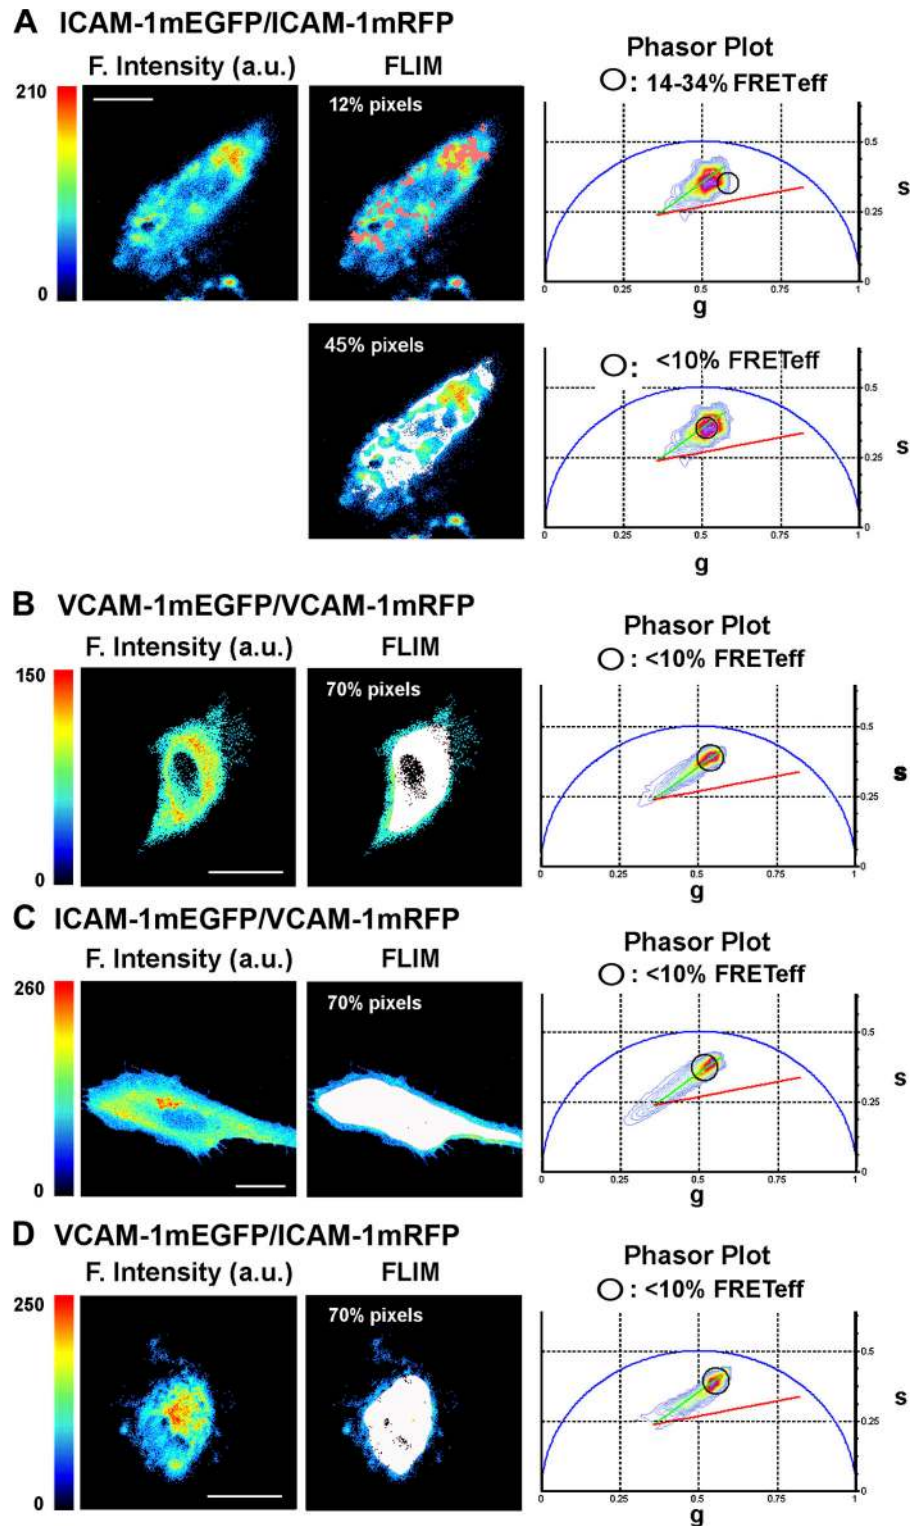 A ICAM-1mEGFP/ICAM-1mRFP
F. Intensity (a.u.) FLIM Phasor Plot
: 14-34% FRETeff
210
12% pixels
0.5
s
0.25
0
0 0.25 0.5 0.75 1
0
g
45% pixels
: <10% FRETeff
0.5
s
0.25
0
0 0.25 0.5 0.75 1
g
B VCAM-1mEGFP/VCAM-1mRFP
F. Intensity (a.u.) FLIM Phasor Plot
: <10% FRETeff
150
70% pixels
0.5
s
0.25
0
0 0.25 0.5 0.75 1
0
g
C ICAM-1mEGFP/VCAM-1mRFP
F. Intensity (a.u.) FLIM Phasor Plot
: <10% FRETeff
260
70% pixels
0.5
s
0.25
0
0 0.25 0.5 0.75 1
0
g
D VCAM-1mEGFP/ICAM-1mRFP
F. Intensity (a.u.) FLIM Phasor Plot
: <10% FRETeff
250
70% pixels
0.5
s
0.25
0
0 0.25 0.5 0.75 1
0
g